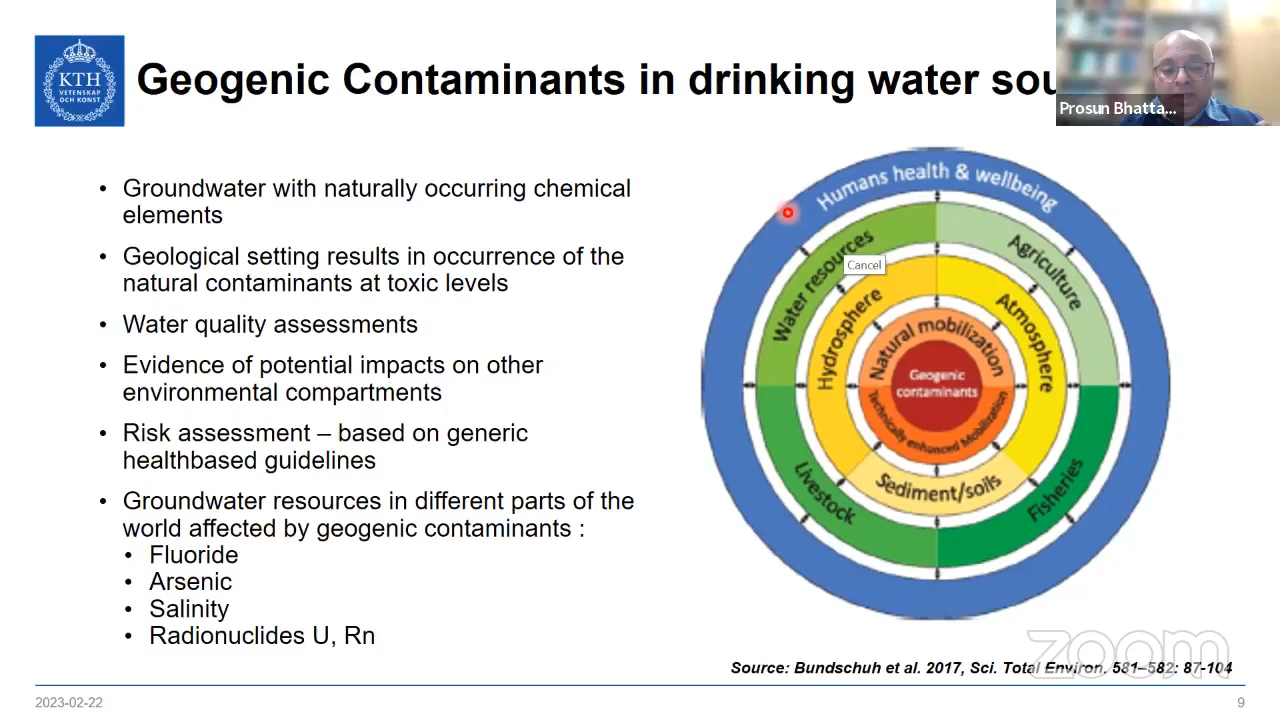 KTH
VETENSKAP
OCH KONST
Geogenic Contaminants in drinking water sou
Prosun Bhatta...
• Groundwater with naturally occurring chemical
elements
• Geological setting results in occurrence of the
natural contaminants at toxic levels
• Water quality assessments
• Evidence of potential impacts on other
environmental compartments
• Risk assessment – based on generic
healthbased guidelines
• Groundwater resources in different parts of the
world affected by geogenic contaminants :
• Fluoride
• Arsenic
• Salinity
• Radionuclides U, Rn
Humans health & wellbeing
Water resources
Agriculture
Cancel
Hydrosphere
Atmosphere
Natural mobilization
Geogenic
contaminants
Technically enhanced Mobilization
Sediment/soils
Livestock
Fisheries
zoom
Source: Bundschuh et al. 2017, Sci. Total Environ. 581–582: 87-104
2023-02-22
9